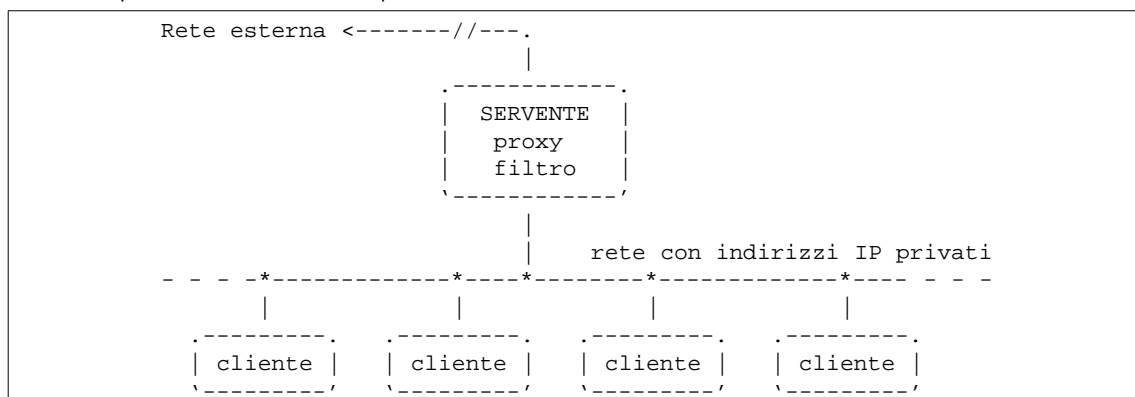 Rete esterna <-------//---.
SERVENTE
proxy
filtro
rete con indirizzi IP privati
cliente cliente cliente cliente